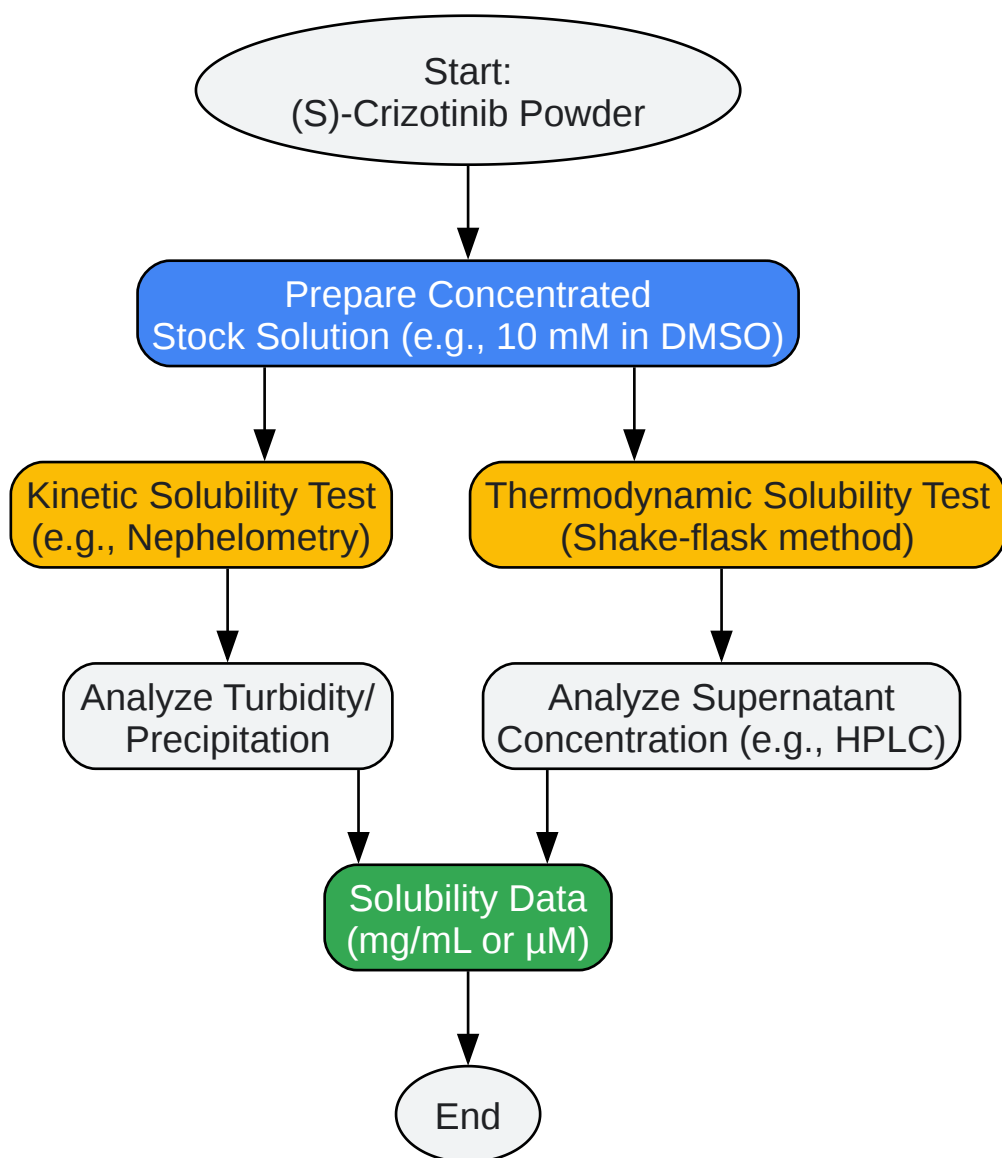 Start:
(S)-Crizotinib Powder
Prepare Concentrated
Stock Solution (e.g., 10 mM in DMSO)
Kinetic Solubility Test
(e.g., Nephelometry)
Thermodynamic Solubility Test
(Shake-flask method)
Analyze Turbidity/
Precipitation
Analyze Supernatant
Concentration (e.g., HPLC)
Solubility Data
(mg/mL or µM)
End